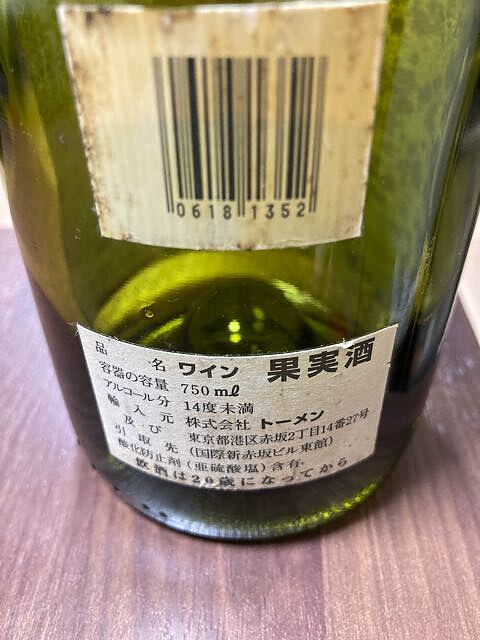 0618 1352
品名 ワイン 果実酒
容器の容量 750ml
アルコール分 14度未満
輸入元 株式会社 トーメン
及び 東京都港区赤坂2丁目14番27号
引取先 (国際新赤坂ビル東館)
酸化防止剤(亜硫酸塩)含有
飲酒は20歳になってから